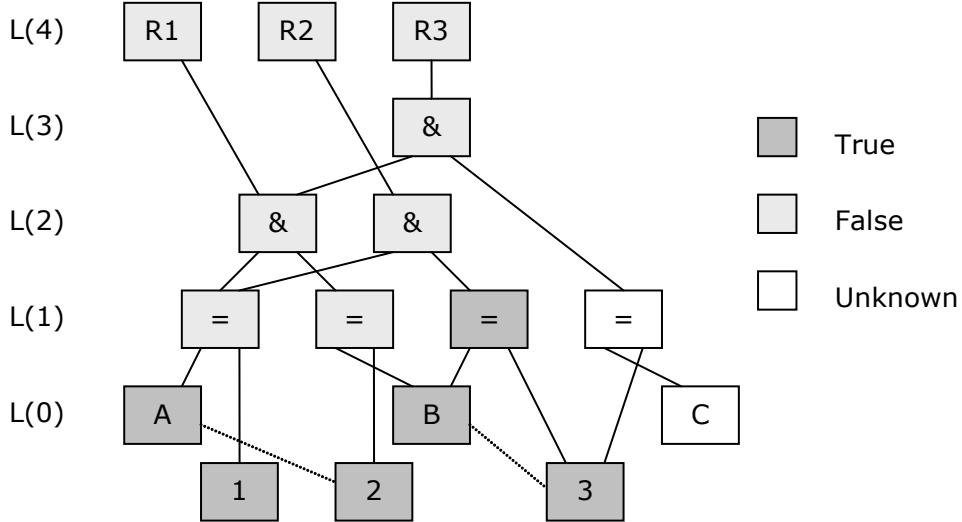 L(4) R1 R2 R3
L(3) &
True
L(2) & &
False
L(1) = = = =
Unknown
L(0) A B C
1 2 3